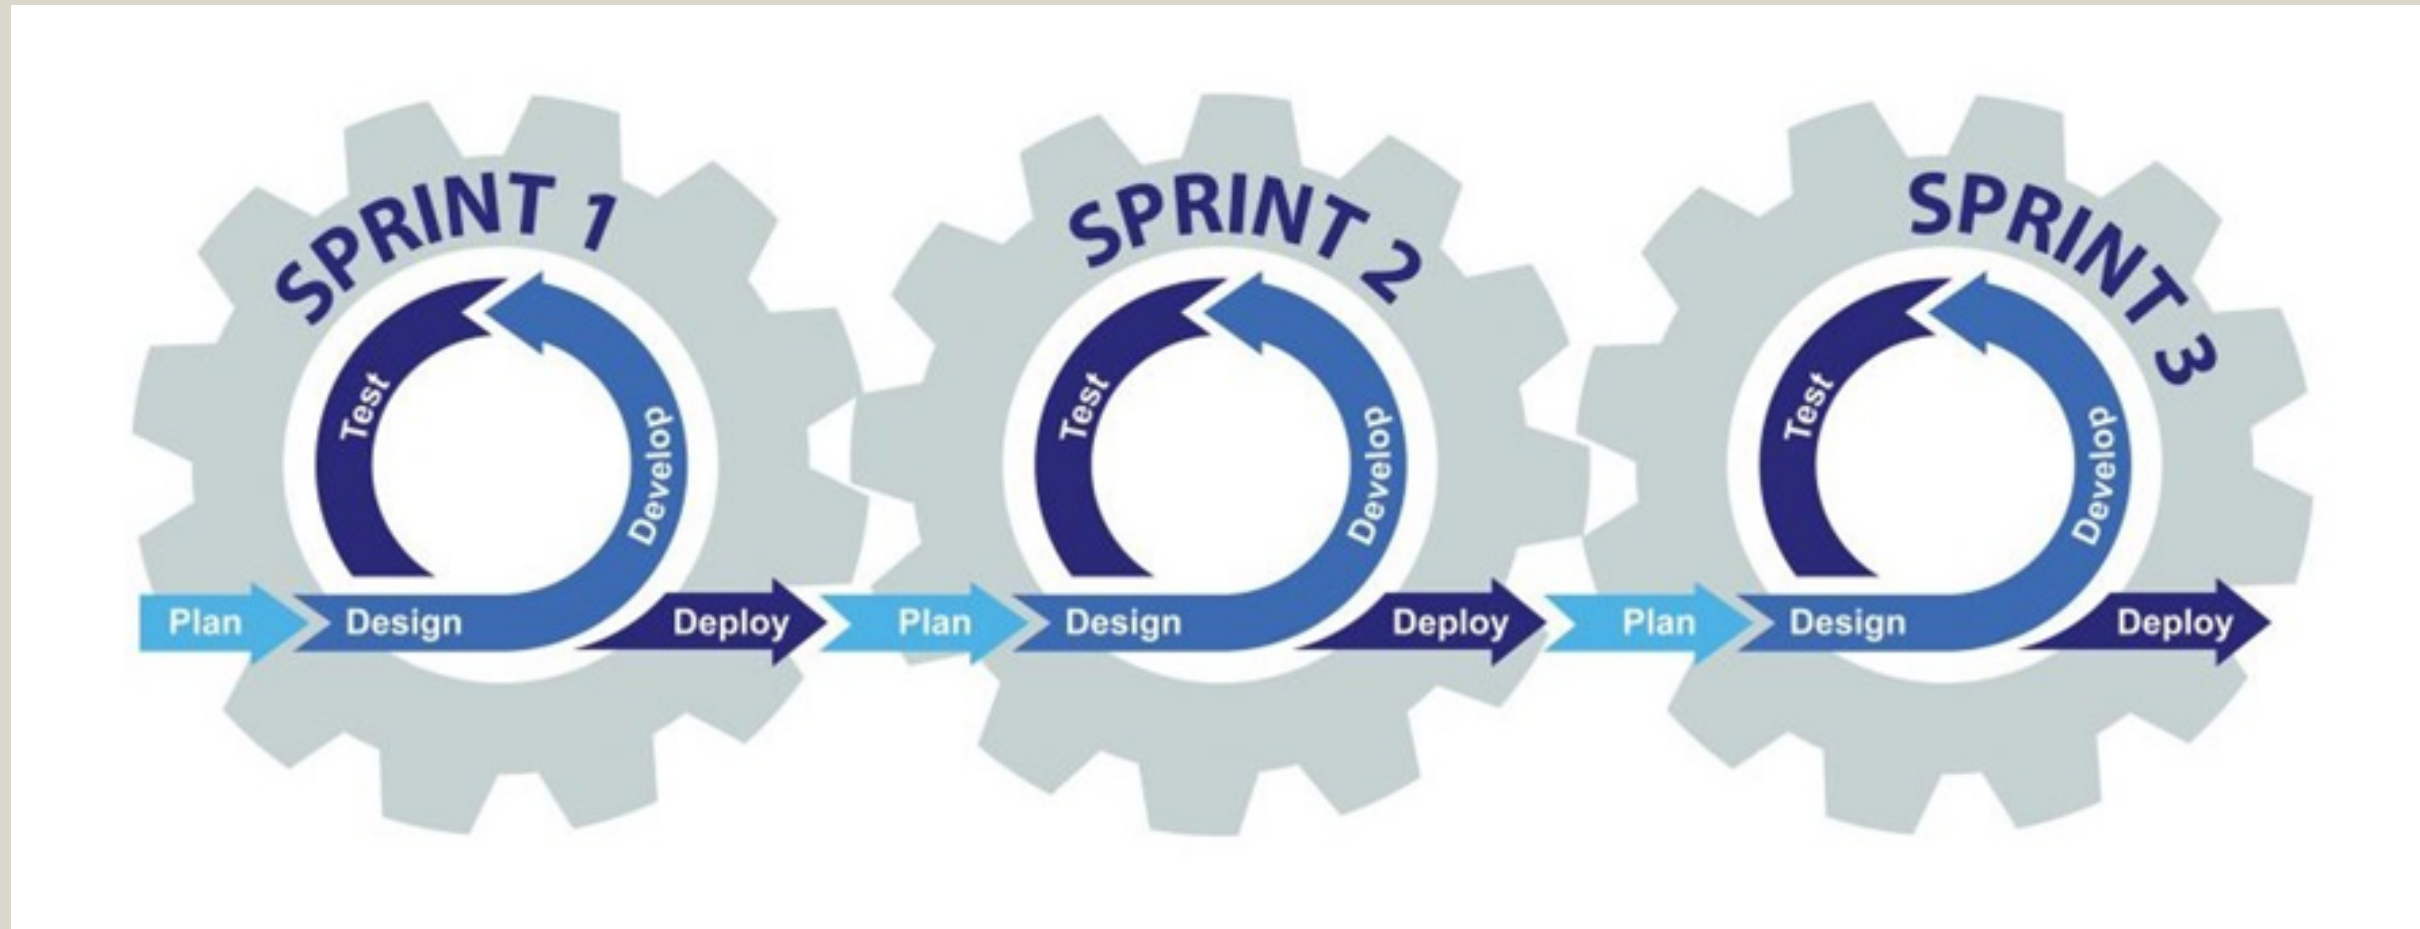 SPRINT 1
Test
Develop
Plan
Design
Deploy
SPRINT 2
Test
Develop
Plan
Design
Deploy
SPRINT 3
Test
Develop
Plan
Design
Deploy